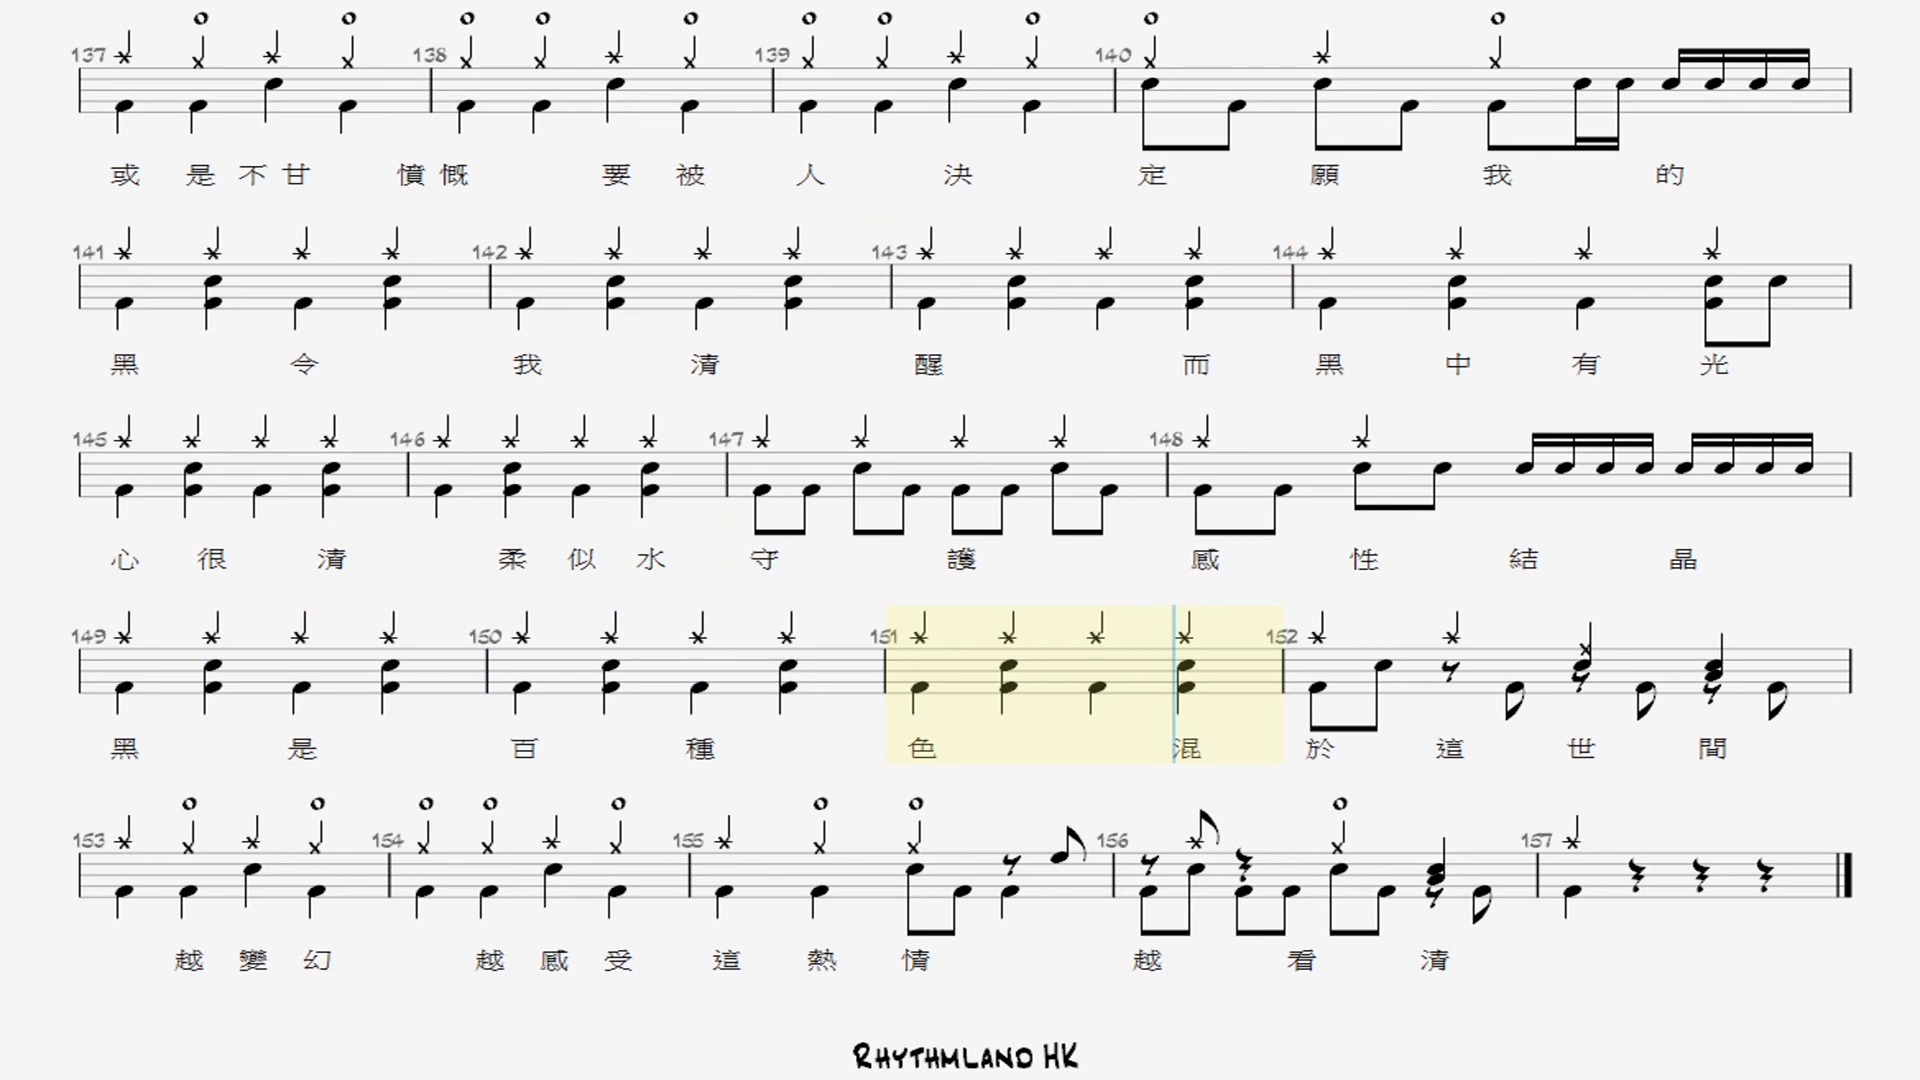 137 138 139 140
或 是 不 甘 憤 慨 要 被 人 決 定 願 我 的
141 142 143 144
黑 令 我 清 醒 而 黑 中 有 光
145 146 147 148
心 很 清 柔 似 水 守 護 感 性 結 晶
149 150 151 152
黑 是 百 種 色 混 於 這 世 間
153 154 155 156 157
越 變 幻 越 感 受 這 熱 情 越 看 清
RHYTHMLAND HK